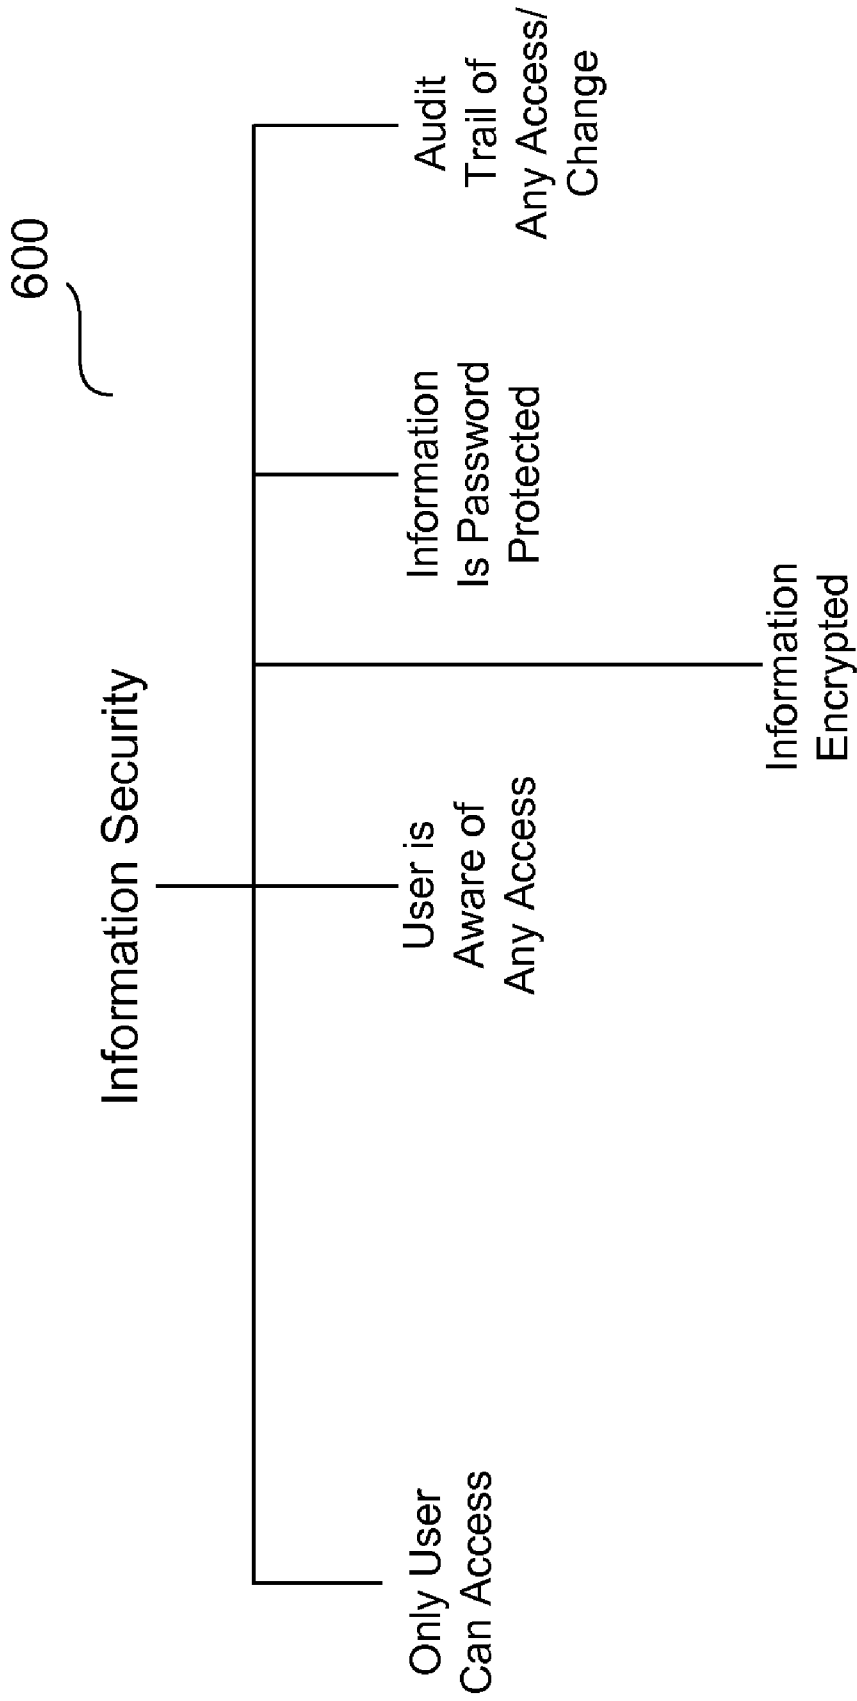 600
Information Security
Only User
Can Access
User is
Aware of
Any Access
Information
Encrypted
Information
Is Password
Protected
Audit
Trail of
Any Access/
Change